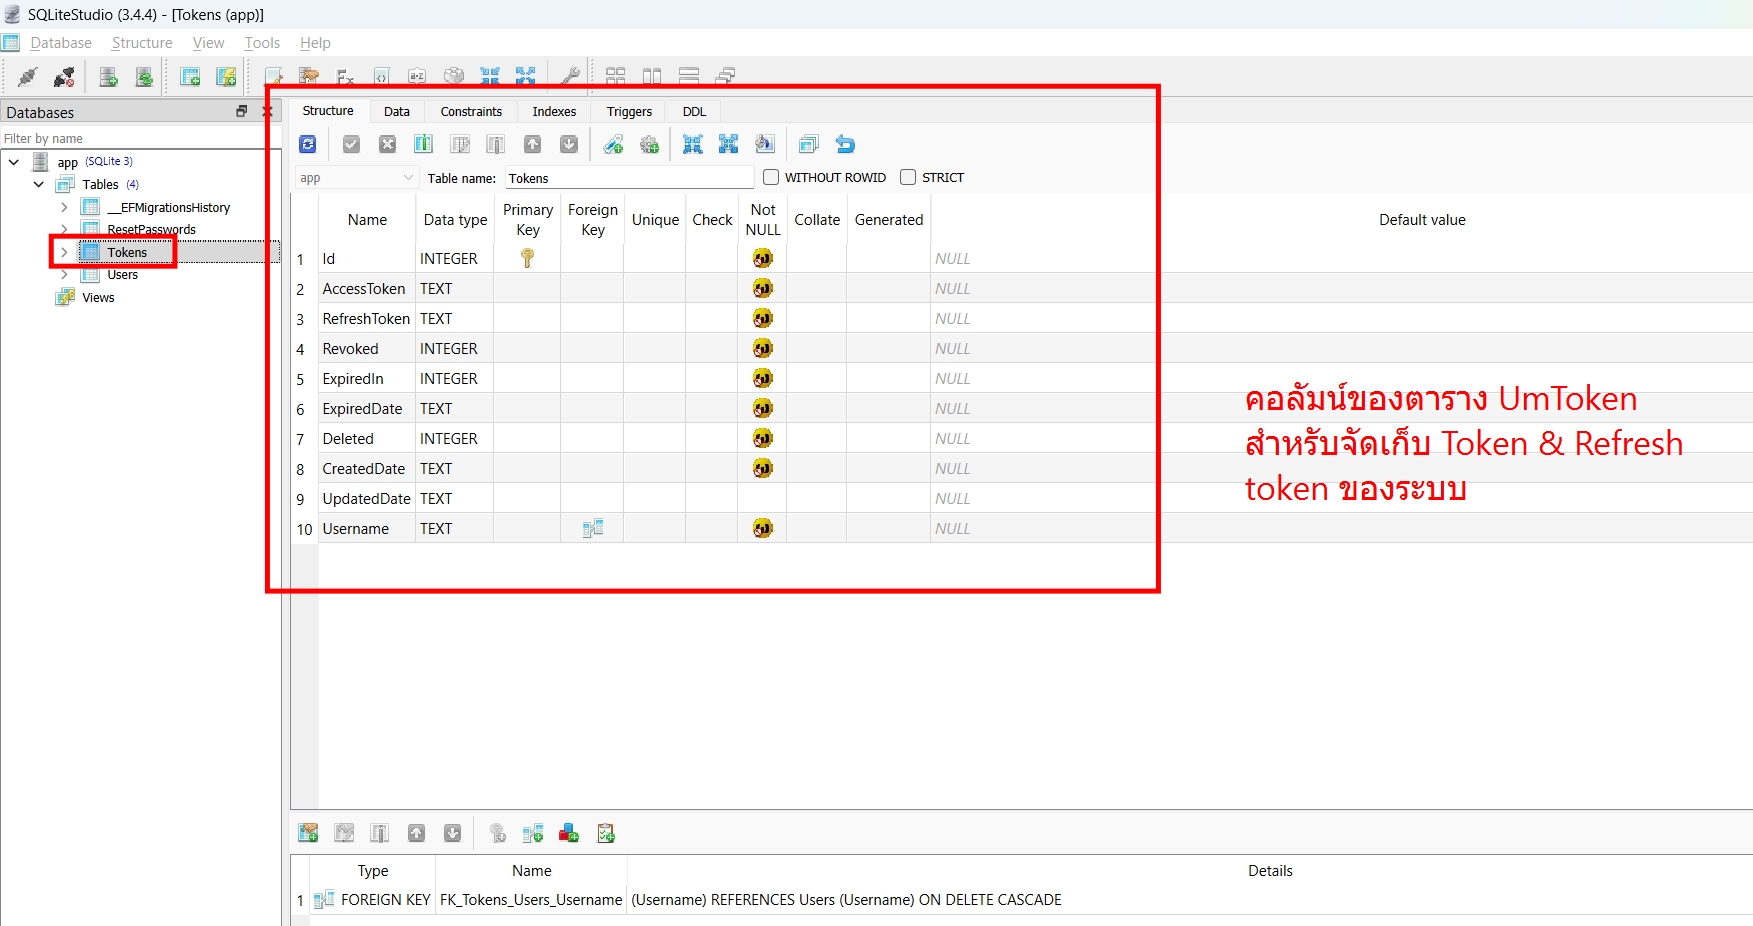 SQLiteStudio (3.4.4) - [Tokens (app)]
Database Structure View Tools Help
Databases
Filter by name
app (SQLite 3)
Tables (4)
__EFMigrationsHistory
ResetPasswords
Tokens
Users
Views
Structure Data Constraints Indexes Triggers DDL
app Table name: Tokens WITHOUT ROWID STRICT
Name Data type Primary Key Foreign Key Unique Check Not NULL Collate Generated Default value
1 Id INTEGER NULL
2 AccessToken TEXT NULL
3 RefreshToken TEXT NULL
4 Revoked INTEGER NULL
5 ExpiredIn INTEGER NULL
6 ExpiredDate TEXT NULL
7 Deleted INTEGER NULL
8 CreatedDate TEXT NULL
9 UpdatedDate TEXT NULL
10 Username TEXT NULL
คอลัมน์ของตาราง UmToken
สำหรับจัดเก็บ Token & Refresh
token ของระบบ
Type Name Details
1 FOREIGN KEY FK_Tokens_Users_Username (Username) REFERENCES Users (Username) ON DELETE CASCADE